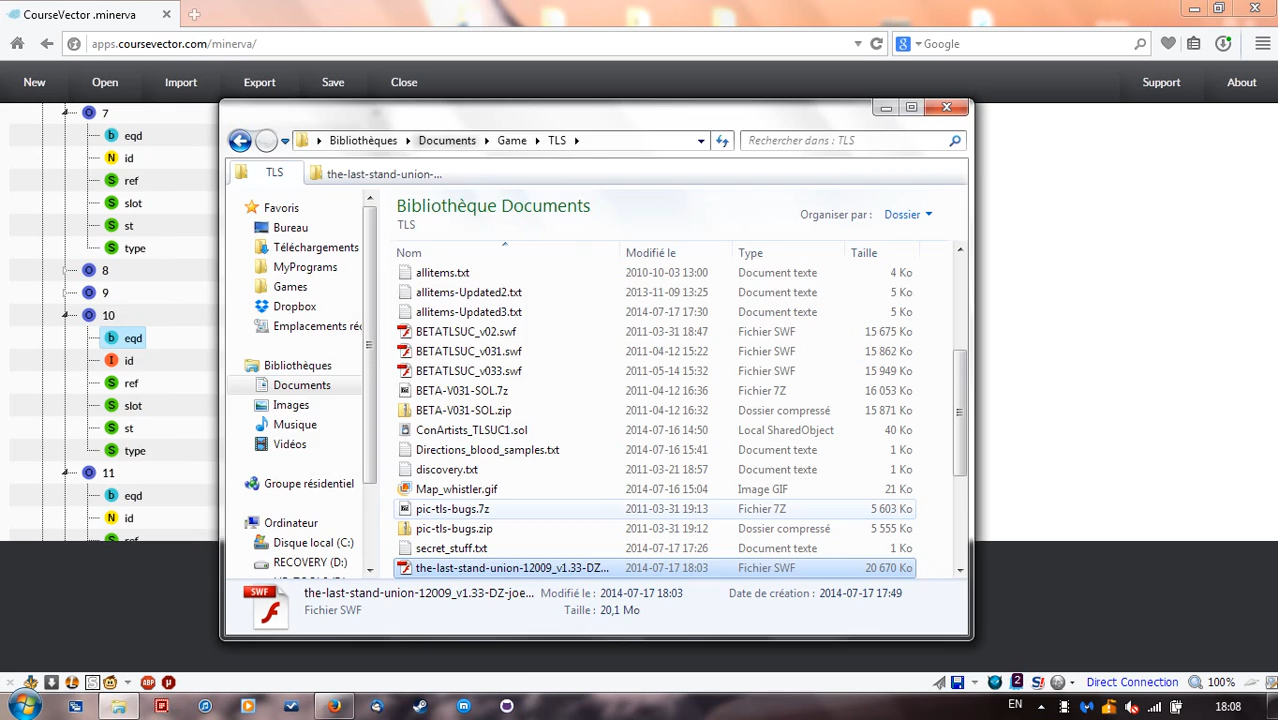 CourseVector .minerva
apps.coursevector.com/minerva/
Google
New Open Import Export Save Close Support About
7
eqd
id
ref
slot
st
type
8
9
10
eqd
id
ref
slot
st
type
11
eqd
id
Bibliothèques Documents Game TLS
Rechercher dans : TLS
TLS the-last-stand-union-...
Favoris
Bureau
Téléchargements
MyPrograms
Games
Dropbox
Emplacements réc
Bibliothèques
Documents
Images
Musique
Vidéos
Groupe résidentiel
Ordinateur
Disque local (C:)
RECOVERY (D:)
Bibliothèque Documents
TLS
Organiser par : Dossier
Nom Modifié le Type Taille
allitems.txt 2010-10-03 13:00 Document texte 4 Ko
allitems-Updated2.txt 2013-11-09 13:25 Document texte 5 Ko
allitems-Updated3.txt 2014-07-17 17:30 Document texte 5 Ko
BETATLSUC_v02.swf 2011-03-31 18:47 Fichier SWF 15 675 Ko
BETATLSUC_v031.swf 2011-04-12 15:22 Fichier SWF 15 862 Ko
BETATLSUC_v033.swf 2011-05-14 15:32 Fichier SWF 15 949 Ko
BETA-V031-SOL.7z 2011-04-12 16:36 Fichier 7Z 16 053 Ko
BETA-V031-SOL.zip 2011-04-12 16:32 Dossier compressé 15 871 Ko
ConArtists_TLSUC1.sol 2014-07-16 14:50 Local SharedObject 40 Ko
Directions_blood_samples.txt 2014-07-16 15:41 Document texte 1 Ko
discovery.txt 2011-03-21 18:57 Document texte 1 Ko
Map_whistler.gif 2014-07-16 15:04 Image GIF 21 Ko
pic-tls-bugs.7z 2011-03-31 19:13 Fichier 7Z 5 603 Ko
pic-tls-bugs.zip 2011-03-31 19:12 Dossier compressé 5 555 Ko
secret_stuff.txt 2014-07-17 17:26 Document texte 1 Ko
the-last-stand-union-12009_v1.33-DZ... 2014-07-17 18:03 Fichier SWF 20 670 Ko
SWF
the-last-stand-union-12009_v1.33-DZ-joe... Modifié le : 2014-07-17 18:03 Date de création : 2014-07-17 17:49
Fichier SWF Taille : 20,1 Mo
ABP
Direct Connection 100%
EN 18:08